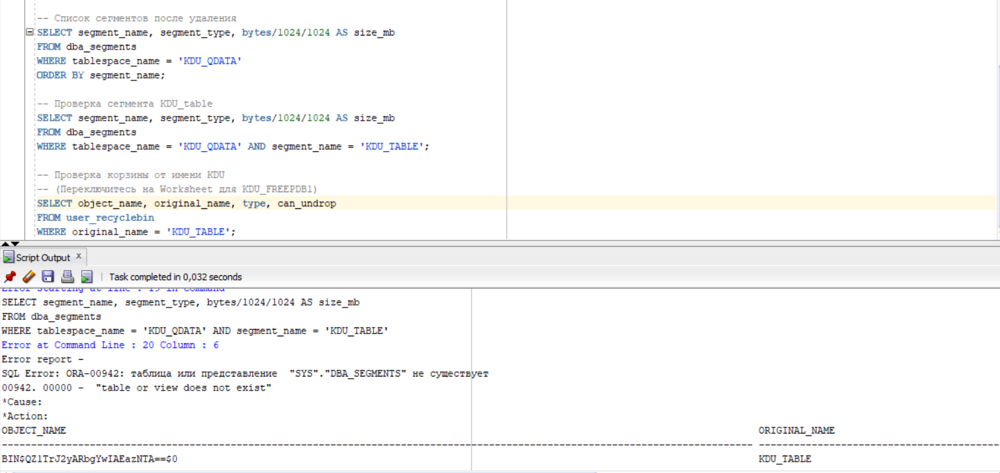 -- Список сегментов после удаления
SELECT segment_name, segment_type, bytes/1024/1024 AS size_mb
FROM dba_segments
WHERE tablespace_name = 'KDU_QDATA'
ORDER BY segment_name;
-- Проверка сегмента KDU_table
SELECT segment_name, segment_type, bytes/1024/1024 AS size_mb
FROM dba_segments
WHERE tablespace_name = 'KDU_QDATA' AND segment_name = 'KDU_TABLE';
-- Проверка корзины от имени KDU
-- (Переключитесь на Worksheet для KDU_FREEPDB1)
SELECT object_name, original_name, type, can_undrop
FROM user_recyclebin
WHERE original_name = 'KDU_TABLE';
Script Output x
Task completed in 0,032 seconds
Error starting at line : 19 in command
SELECT segment_name, segment_type, bytes/1024/1024 AS size_mb
FROM dba_segments
WHERE tablespace_name = 'KDU_QDATA' AND segment_name = 'KDU_TABLE'
Error at Command Line : 20 Column : 6
Error report -
SQL Error: ORA-00942: таблица или представление  "SYS"."DBA_SEGMENTS" не существует
00942. 00000 -  "table or view does not exist"
*Cause:
*Action:
OBJECT_NAME ORIGINAL_NAME
BIN$QZ1TrJ2yARbgYwIAEazNTA==$0 KDU_TABLE